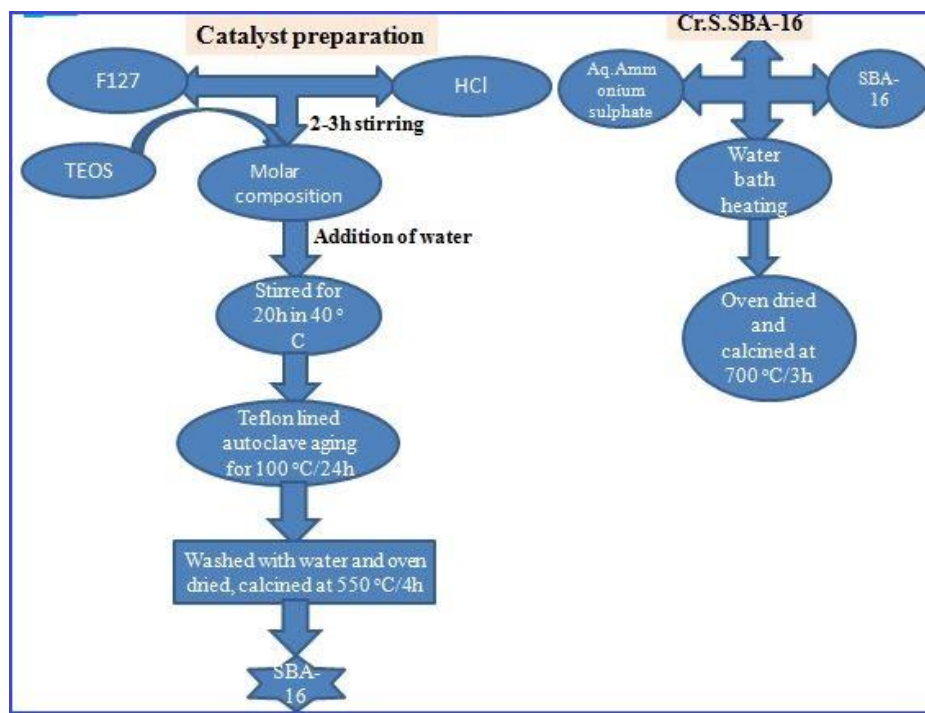 Catalyst preparation
F127
HCl
2-3h stirring
TEOS
Molar
composition
Addition of water
Stirred for
20h in 40 °
C
Teflon lined
autoclave aging
for 100 °C/24h
Washed with water and oven
dried, calcined at 550 °C/4h
SBA-
16
Cr.S.SBA-16
Aq.Amm
onium
sulphate
SBA-
16
Water
bath
heating
Oven dried
and
calcined at
700 °C/3h